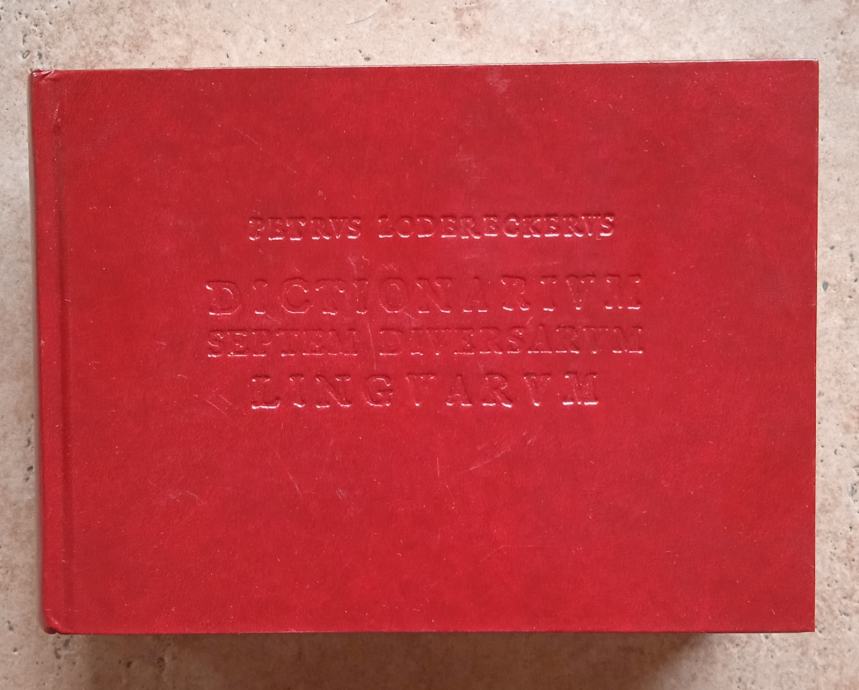 PETRVS LODERECKERVS
DICTIONARIVM
SEPTEM DIVERSARVM
LINGVARVM